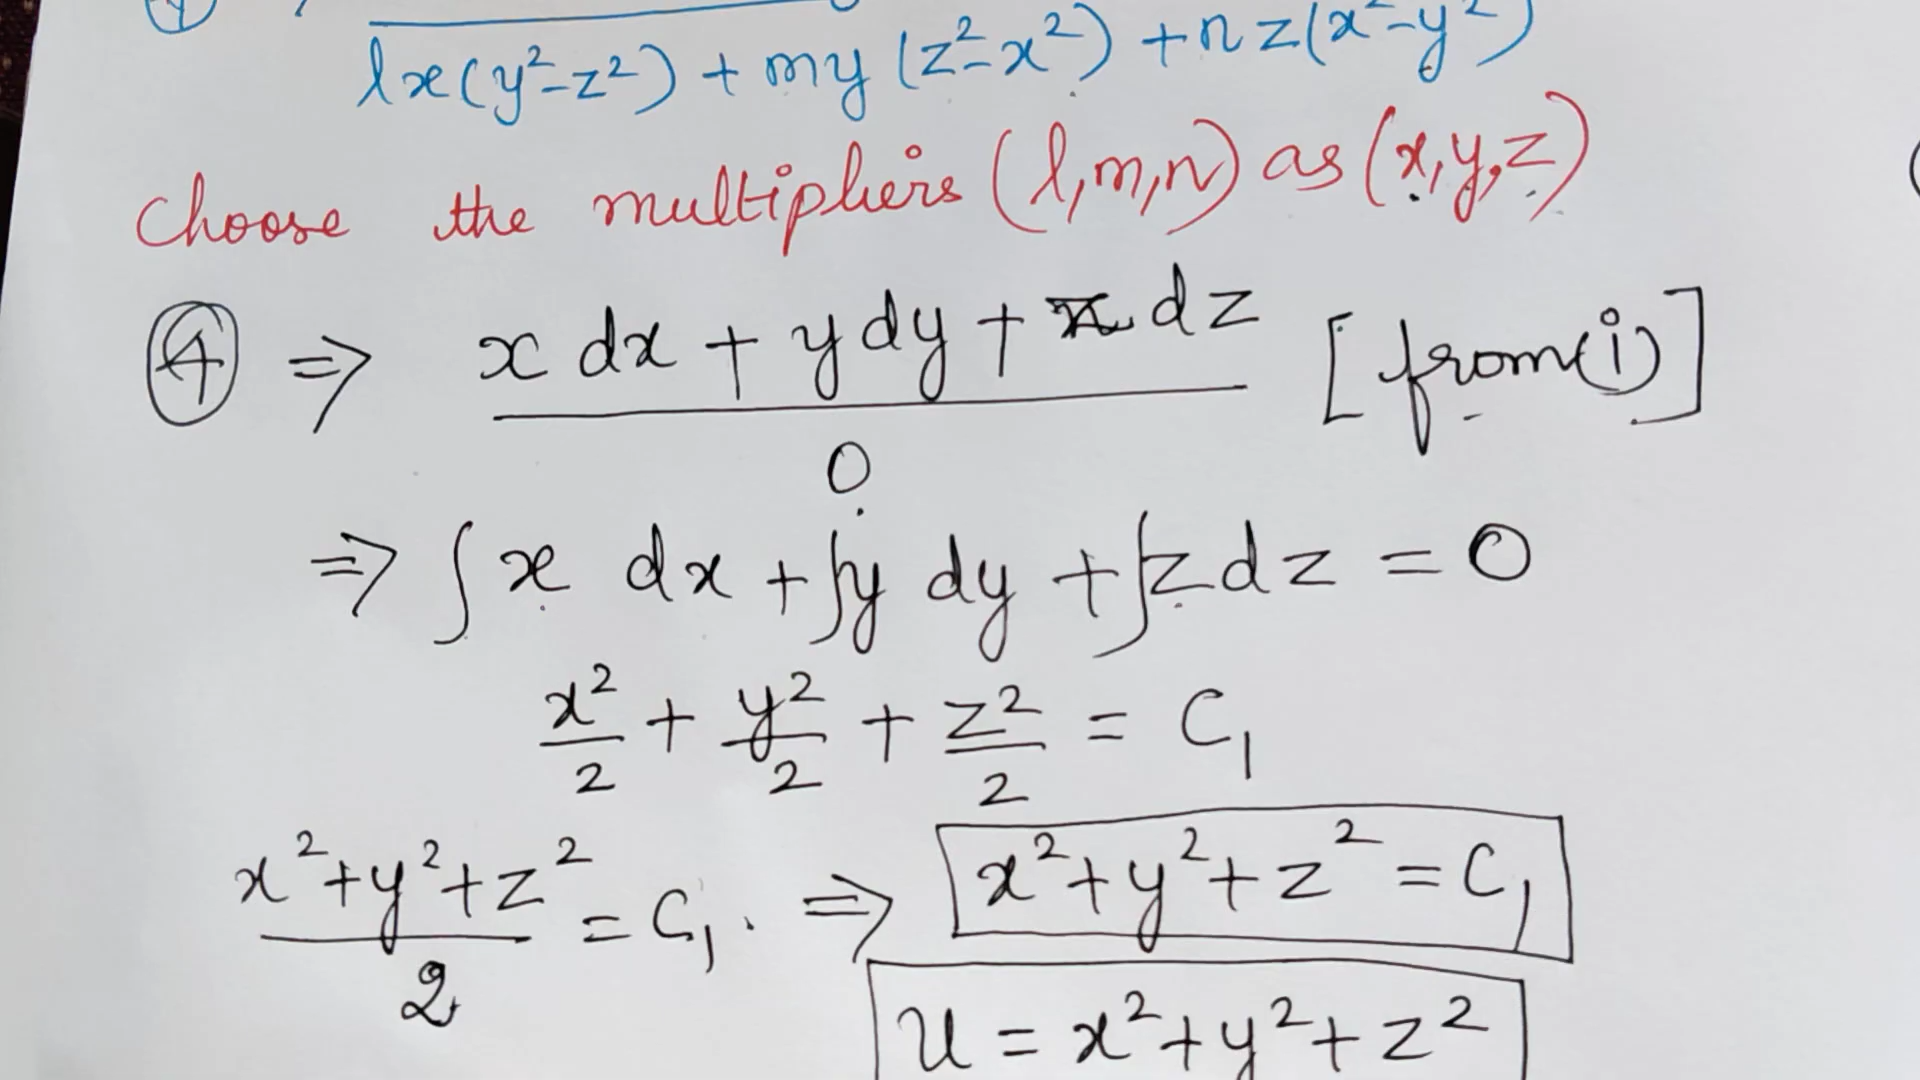 lx(y²-z²) + my(z²-x²) + nz(x²-y²)
choose the multipliers (l,m,n) as (x,y,z)
④ ⇒ x dx + y dy + z dz [from(i)]
0
⇒ ∫x dx + ∫y dy + ∫z dz = 0
x²/2 + y²/2 + z²/2 = C₁
x²+y²+z²/2 = C₁. ⇒ x²+y²+z² = C₁
u = x²+y²+z²